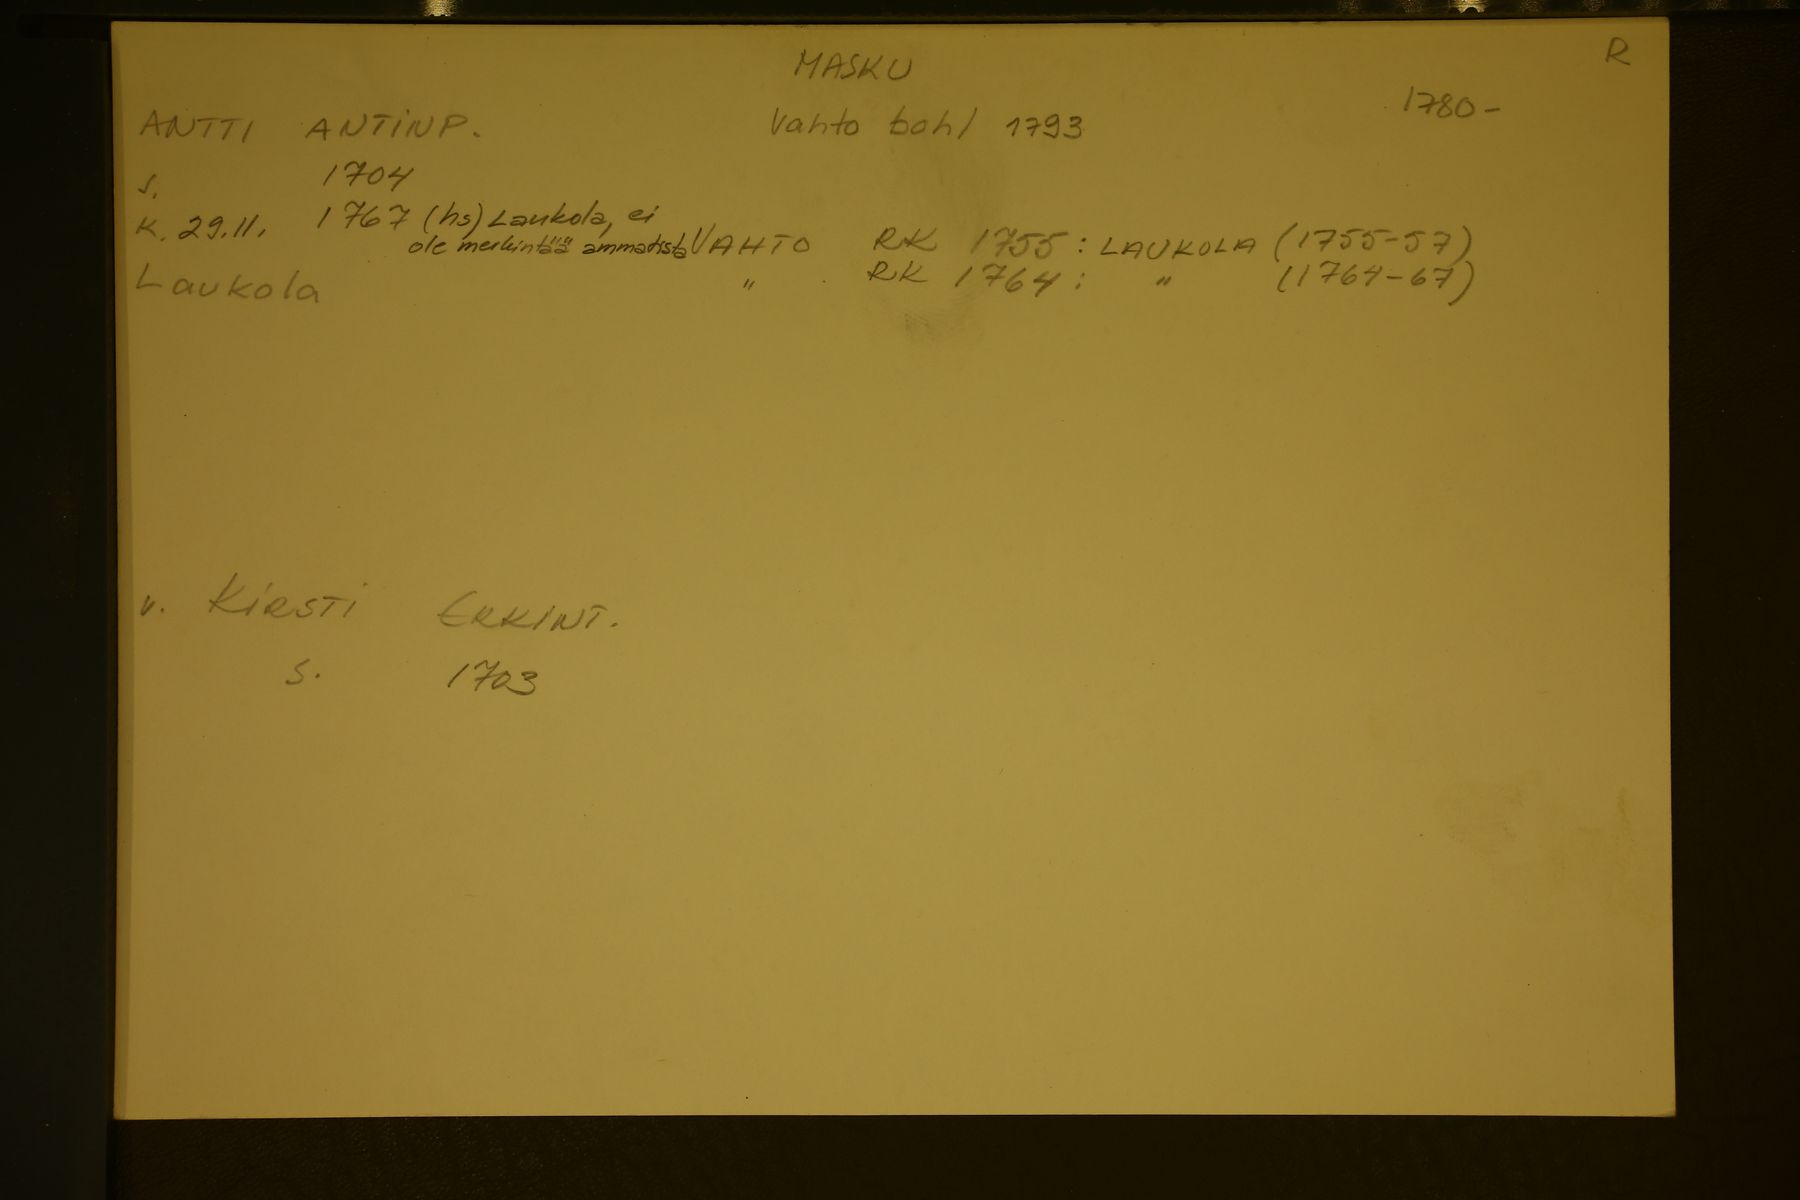 MASKU
R
ANTTI ANTINP. Vahto bohl 1793 1780-
s. 1704
K. 29.11. 1767 (hs) Laukola, ei
ole merkintää ammatista VAHTO RK 1755: LAUKOLA (1755-57)
Laukola " RK 1764: " (1764-67)
v. KIRSTI ERKINT.
s. 1703